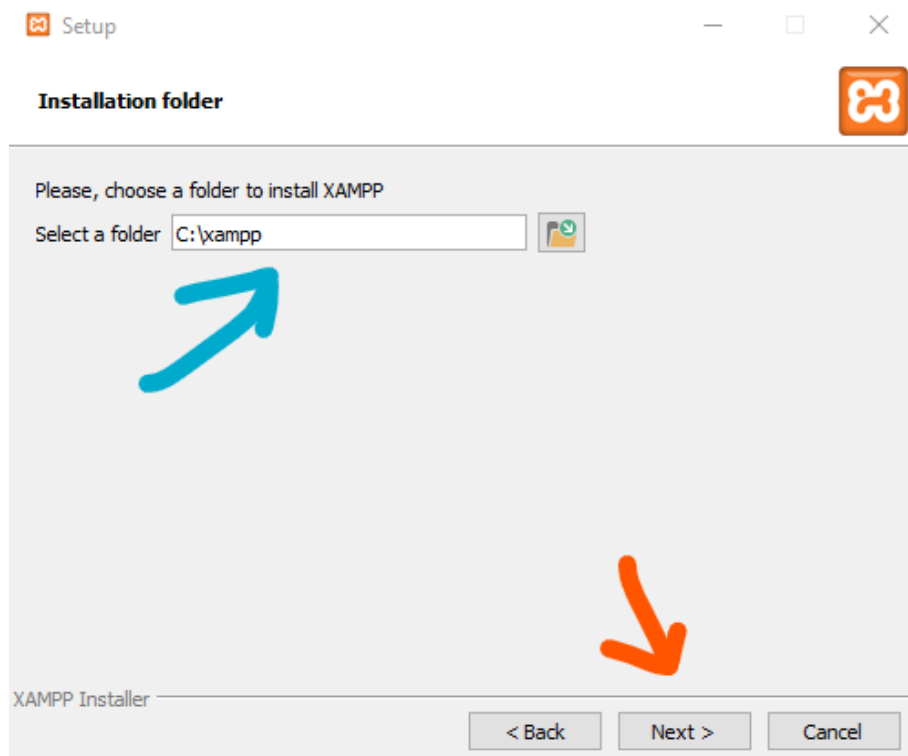 Setup
Installation folder
Please, choose a folder to install XAMPP
Select a folder C:\xampp
XAMPP Installer
< Back Next > Cancel